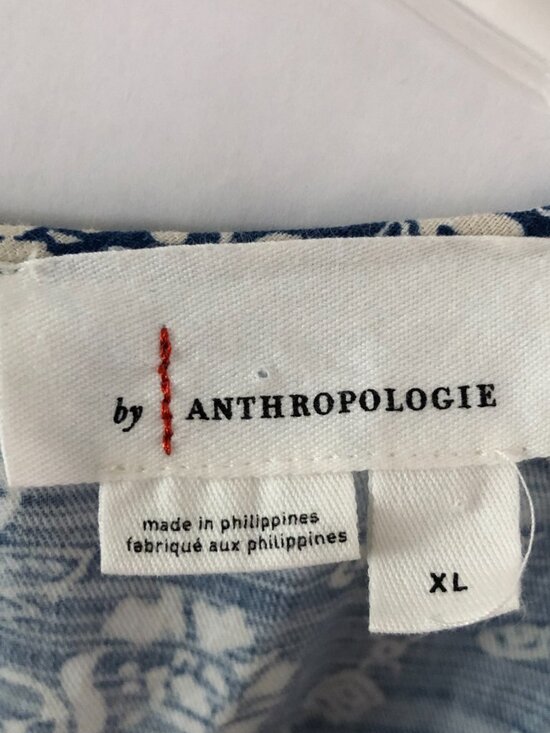 by ANTHROPOLOGIE
made in philippines
fabriqué aux philippines
XL